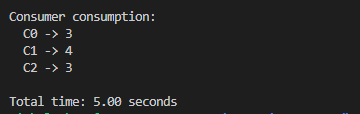 Consumer consumption:
C0 -> 3
C1 -> 4
C2 -> 3
Total time: 5.00 seconds